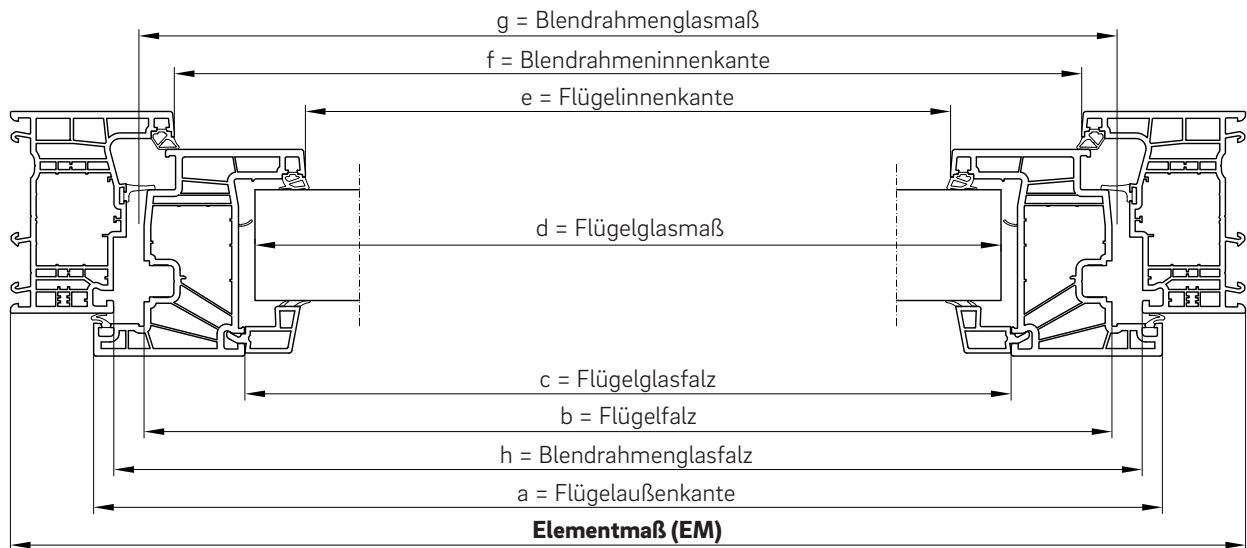 g = Blendrahmenglasmaß
f = Blendrahmeninnenkante
e = Flügelinnenkante
d = Flügelglasmaß
c = Flügelglasfalz
b = Flügelfalz
h = Blendrahmenglasfalz
a = Flügelaußenkante
Elementmaß (EM)